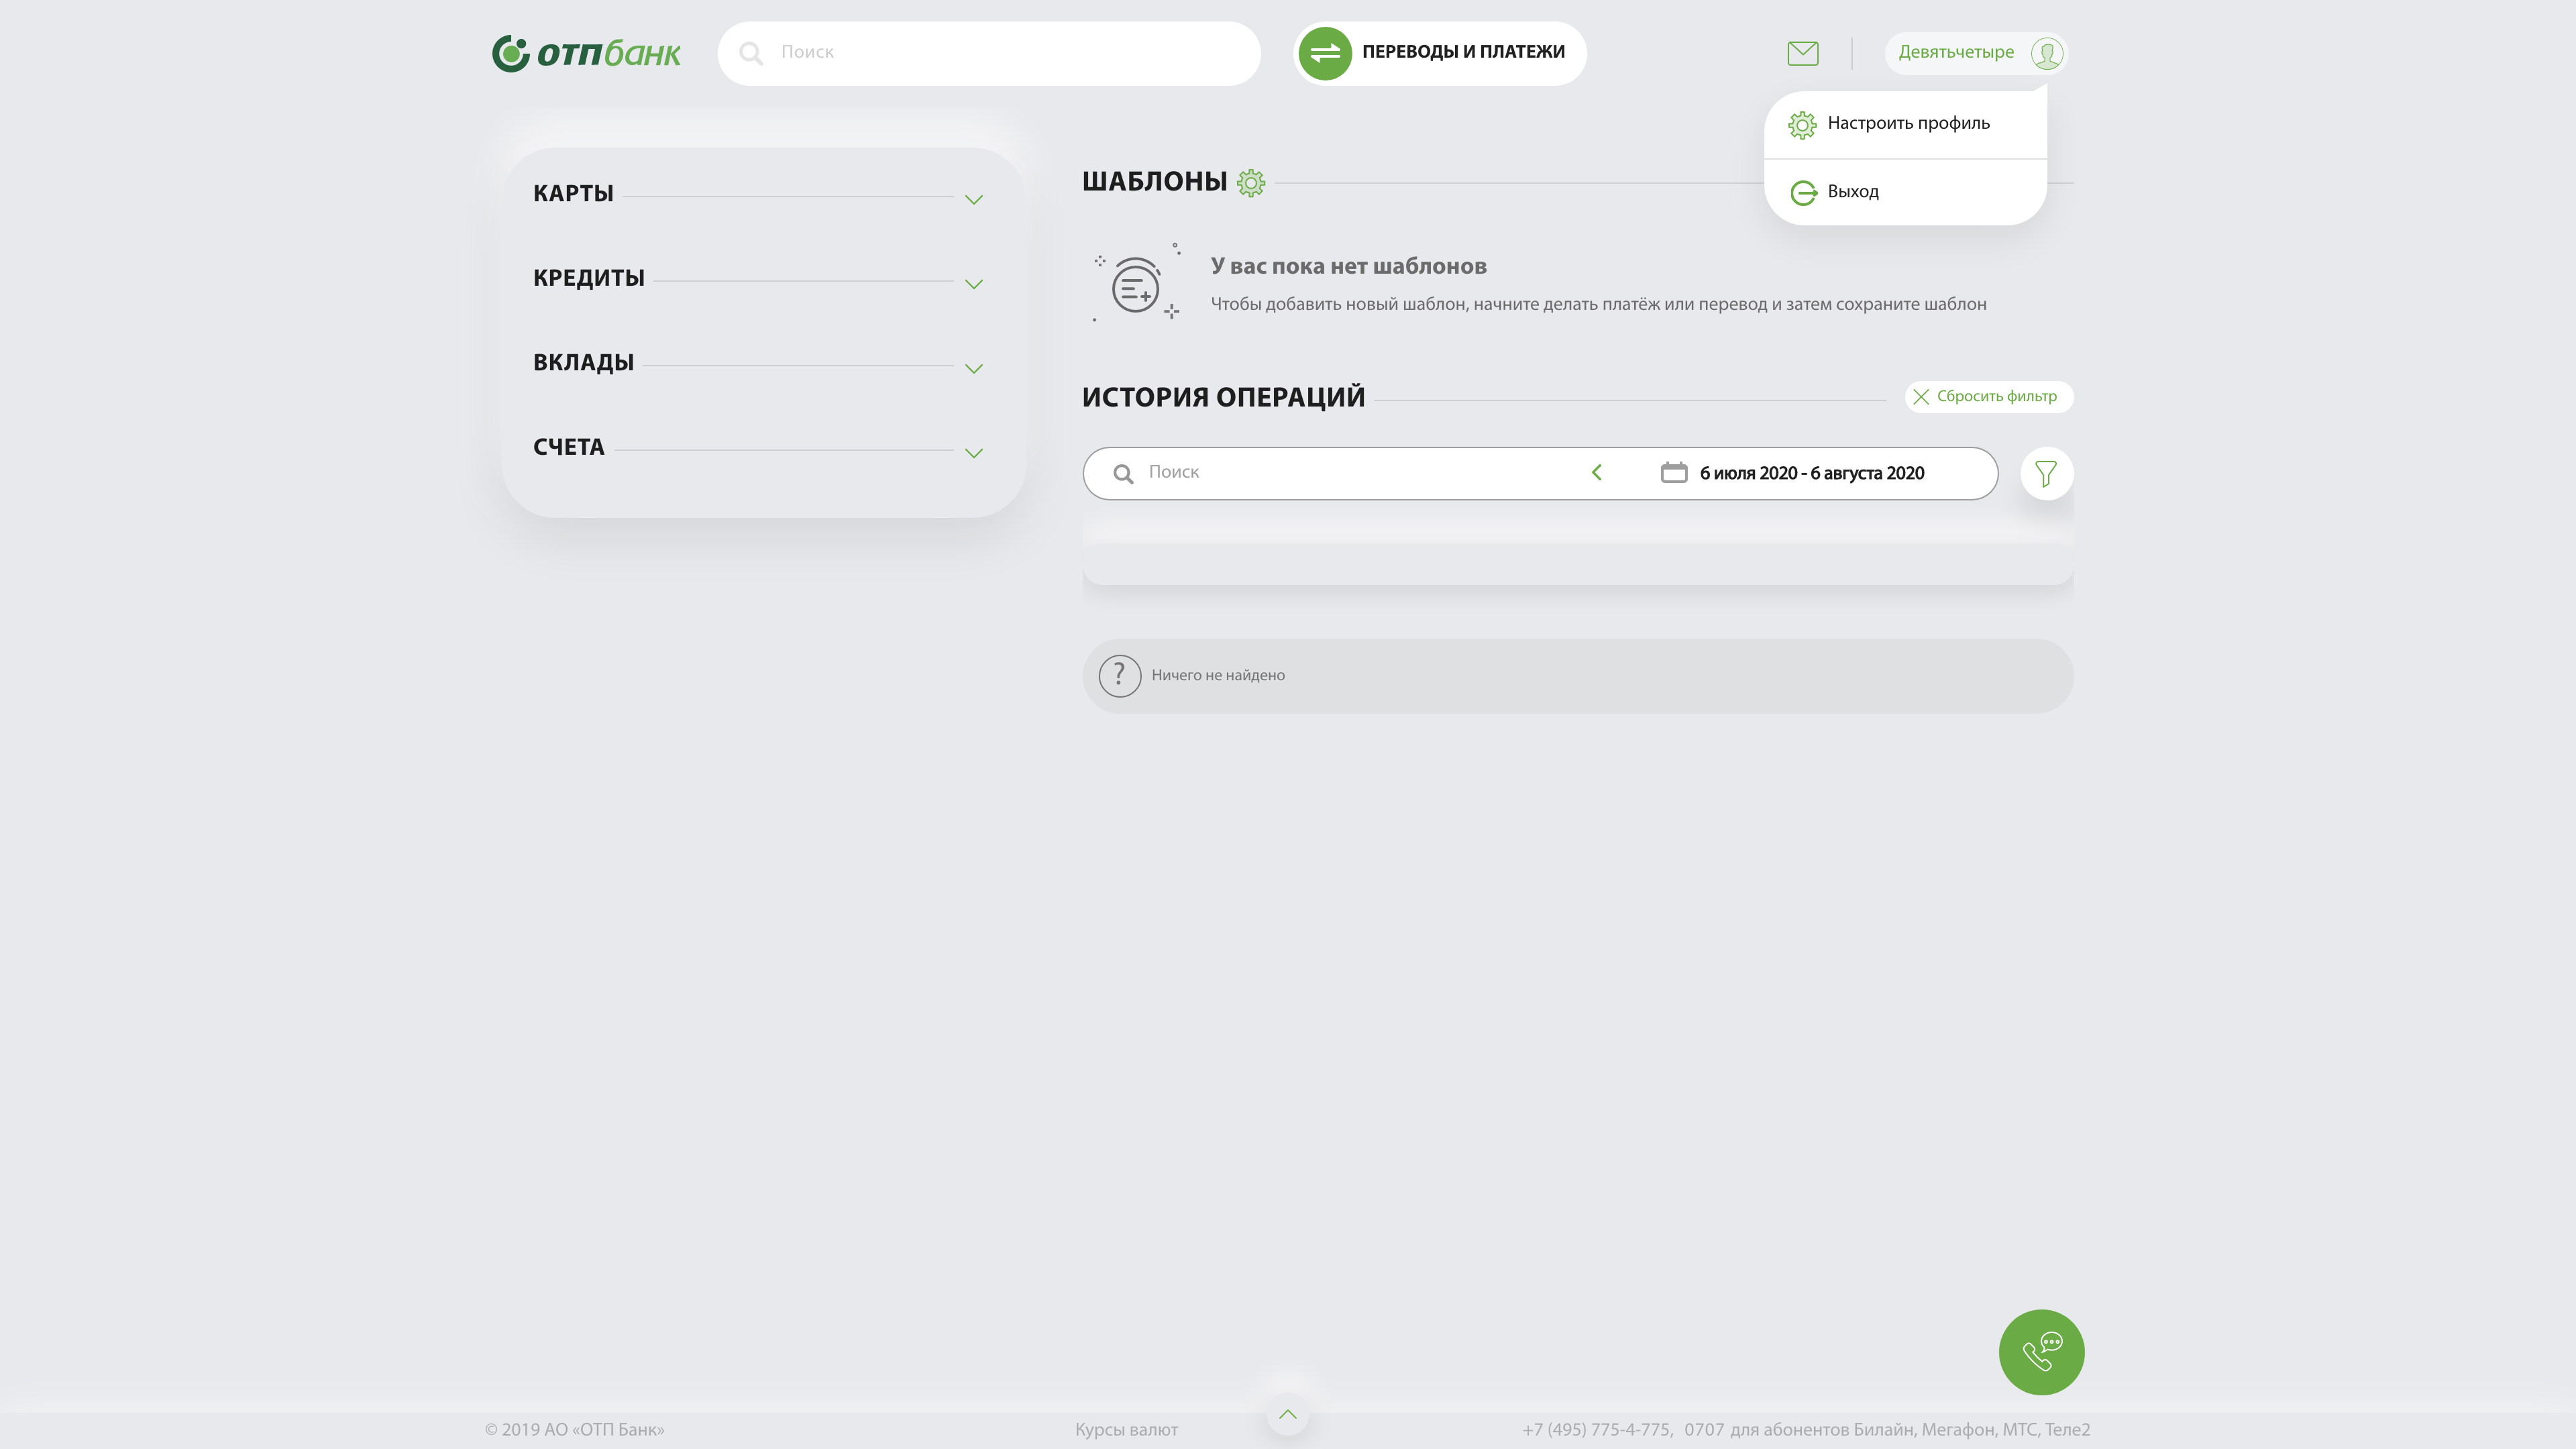 отпбанк
Поиск
ПЕРЕВОДЫ И ПЛАТЕЖИ
Девятьчетыре
Настроить профиль
Выход
КАРТЫ
КРЕДИТЫ
ВКЛАДЫ
СЧЕТА
ШАБЛОНЫ
У вас пока нет шаблонов
Чтобы добавить новый шаблон, начните делать платёж или перевод и затем сохраните шаблон
ИСТОРИЯ ОПЕРАЦИЙ
Сбросить фильтр
Поиск
6 июля 2020 - 6 августа 2020
?
Ничего не найдено
© 2019 АО «ОТП Банк»
Курсы валют
+7 (495) 775-4-775, 0707 для абонентов Билайн, Мегафон, МТС, Теле2